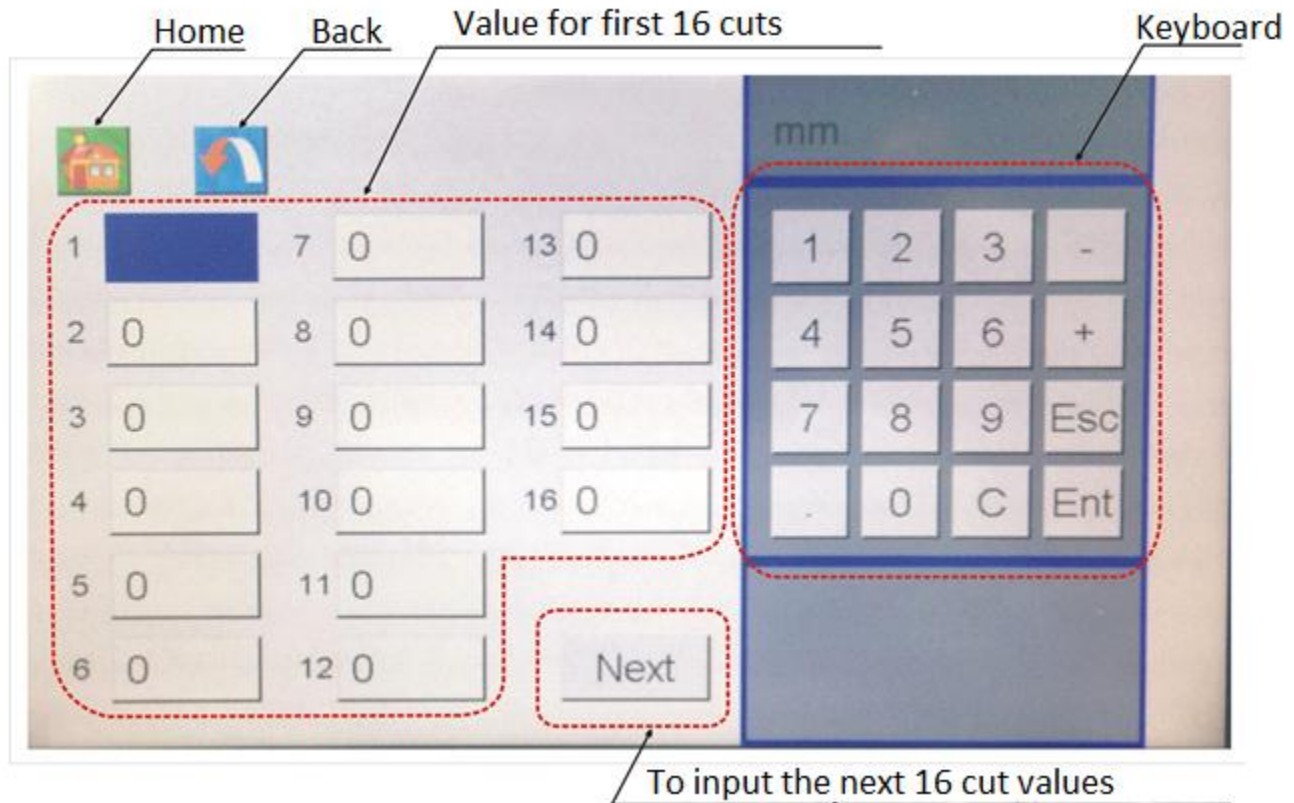 Home Back Value for first 16 cuts Keyboard
mm
1 7 0 13 0 1 2 3 -
2 0 8 0 14 0 4 5 6 +
3 0 9 0 15 0 7 8 9 Esc
4 0 10 0 16 0 . 0 C Ent
5 0 11 0
6 0 12 0 Next
To input the next 16 cut values